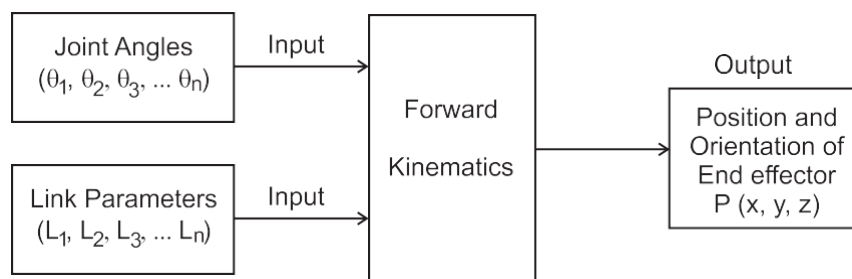 Joint Angles
(θ₁, θ₂, θ₃, ... θₙ)
Input
Link Parameters
(L₁, L₂, L₃, ... Lₙ)
Input
Forward
Kinematics
Output
Position and
Orientation of
End effector
P (x, y, z)